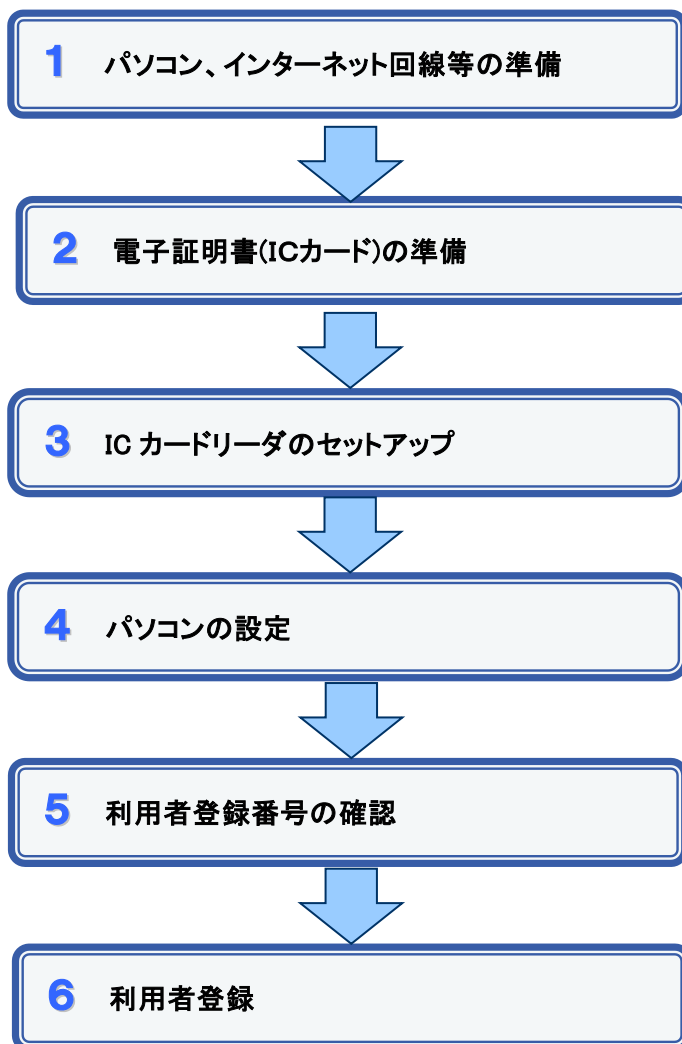 1 パソコン、インターネット回線等の準備
2 電子証明書(ICカード)の準備
3 IC カードリーダのセットアップ
4 パソコンの設定
5 利用者登録番号の確認
6 利用者登録